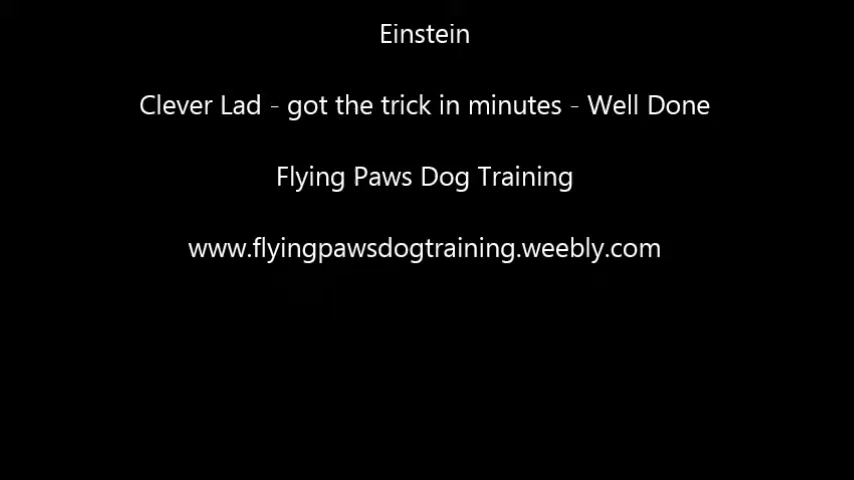 Einstein
Clever Lad - got the trick in minutes - Well Done
Flying Paws Dog Training
www.flyingpawsdogtraining.weebly.com